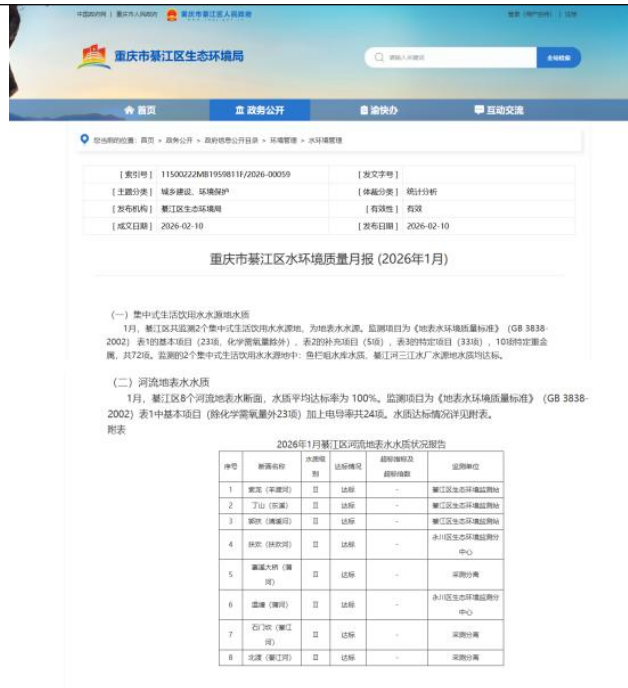 中国政府网 | 重庆市人民政府 重庆市綦江区人民政府
重庆市綦江区生态环境局
请输入关键词 全站检索
首页 政务公开 渝快办 互动交流
您当前的位置：首页 > 政务公开 > 政府信息公开目录 > 环境管理 > 水环境管理
[ 索引号 ] 11500222MB1959811F/2026-00059 [ 发文字号 ]
[ 主题分类 ] 城乡建设、环境保护 [ 体裁分类 ] 统计分析
[ 发布机构 ] 綦江区生态环境局 [ 有效性 ] 有效
[ 成文日期 ] 2026-02-10 [ 发布日期 ] 2026-02-10
重庆市綦江区水环境质量月报 (2026年1月)
（一）集中式生活饮用水水源地水质
1月，綦江区共监测2个集中式生活饮用水水源地，为地表水水源。监测项目为《地表水环境质量标准》（GB 3838-
2002）表1的基本项目（23项，化学需氧量除外）、表2的补充项目（5项）、表3的特定项目（33项），10项特定重金
属，共72项。监测的2个集中式生活饮用水水源地中：鱼栏咀水库水质、綦江河三江水厂水源地水质均达标。
（二）河流地表水水质
1月，綦江区8个河流地表水断面，水质平均达标率为 100%。监测项目为《地表水环境质量标准》（GB 3838-
2002）表1中基本项目（除化学需氧量外23项）加上电导率共24项。水质达标情况详见附表。
附表
2026年1月綦江区河流地表水水质状况报告
序号 断面名称 水质级别 达标情况 超标指标及超标倍数 监测单位
1 （羊渡河） Ⅱ 达标 - 綦江区生态环境监测站
2 丁山（东溪） Ⅱ 达标 - 綦江区生态环境监测站
3 郭扶（清溪河） Ⅱ 达标 - 綦江区生态环境监测站
4 扶欢（扶欢河） Ⅱ 达标 - 永川区生态环境监测分中心
5 寨溪大桥（蒲河） Ⅱ 达标 - 采测分离
6 （蒲河） Ⅱ 达标 - 永川区生态环境监测分中心
7 石门坎（綦江河） Ⅱ 达标 - 采测分离
8 北渡（綦江河） Ⅱ 达标 - 采测分离